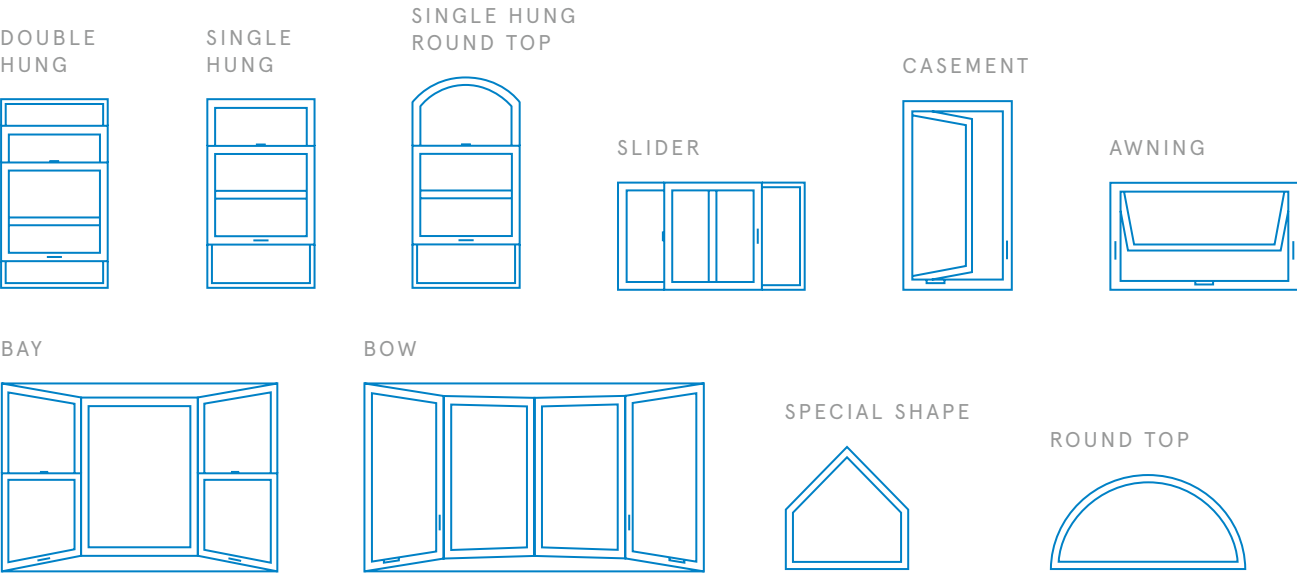 DOUBLE
HUNG
SINGLE
HUNG
SINGLE HUNG
ROUND TOP
SLIDER
CASEMENT
AWNING
BAY
BOW
SPECIAL SHAPE
ROUND TOP